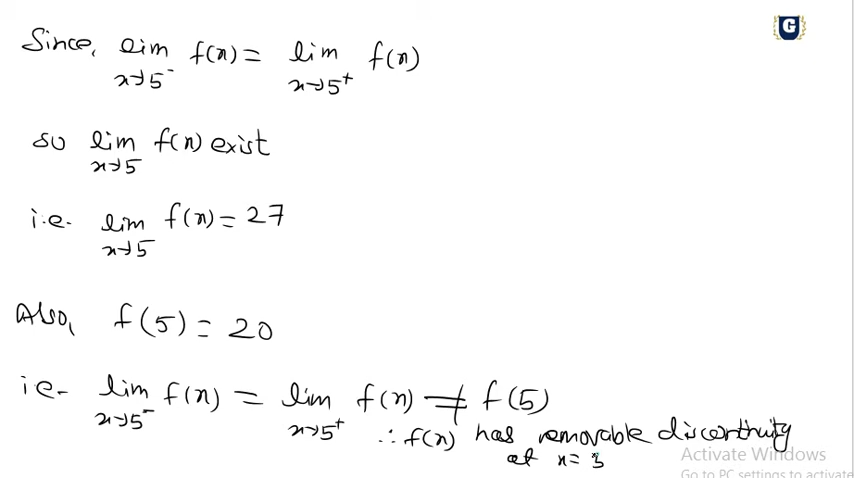 G
Since, lim f(x) = lim f(x)
x→5⁻ x→5⁺
so lim f(x) exist
x→5
i.e. lim f(x) = 27
x→5
Also, f(5) = 20
i.e- lim f(x) = lim f(x) ≠ f(5)
x→5⁻ x→5⁺
∴ f(x) has removable discontinuity
at x = 3
Activate Windows
Go to PC settings to activate